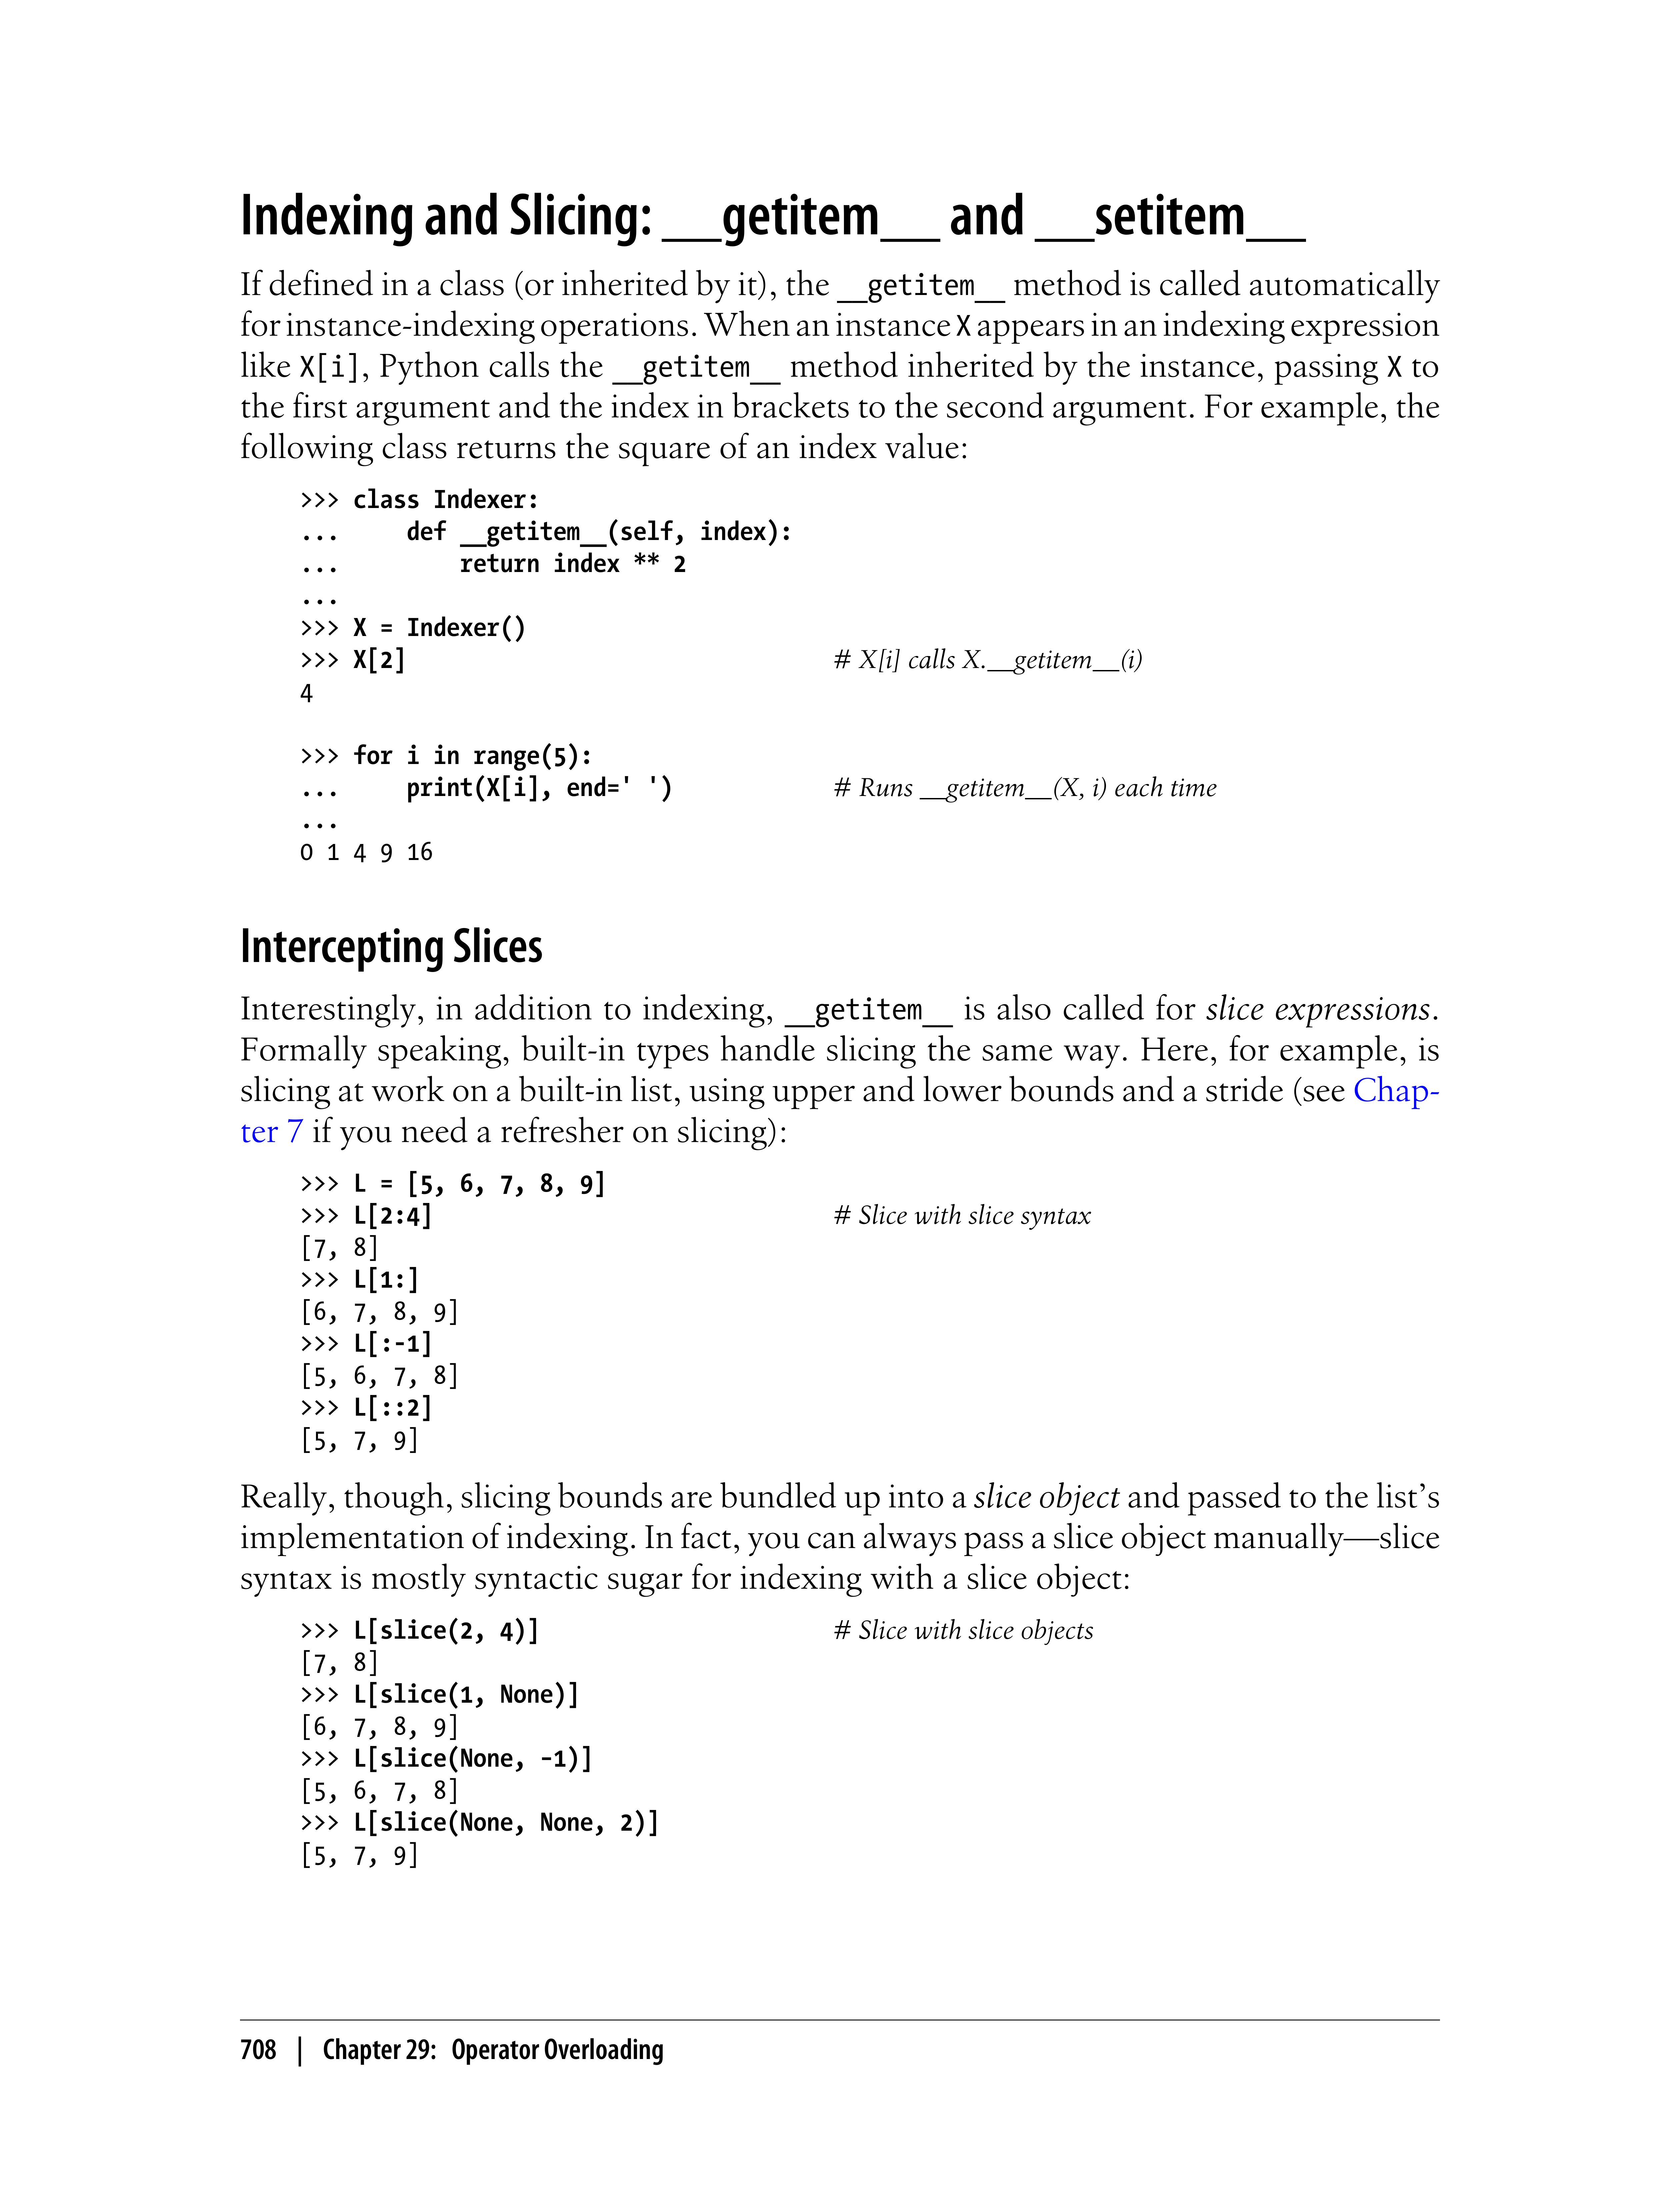 Indexing and Slicing: __getitem__ and __setitem__
If defined in a class (or inherited by it), the __getitem__ method is called automatically
for instance-indexing operations. When an instance X appears in an indexing expression
like X[i], Python calls the __getitem__ method inherited by the instance, passing X to
the first argument and the index in brackets to the second argument. For example, the
following class returns the square of an index value:
>>> class Indexer:
...     def __getitem__(self, index):
...         return index ** 2
...
>>> X = Indexer()
>>> X[2]                                # X[i] calls X.__getitem__(i)
4
>>> for i in range(5):
...     print(X[i], end=' ')            # Runs __getitem__(X, i) each time
...
0 1 4 9 16
Intercepting Slices
Interestingly, in addition to indexing, __getitem__ is also called for slice expressions.
Formally speaking, built-in types handle slicing the same way. Here, for example, is
slicing at work on a built-in list, using upper and lower bounds and a stride (see Chap-
ter 7 if you need a refresher on slicing):
>>> L = [5, 6, 7, 8, 9]
>>> L[2:4]                              # Slice with slice syntax
[7, 8]
>>> L[1:]
[6, 7, 8, 9]
>>> L[:-1]
[5, 6, 7, 8]
>>> L[::2]
[5, 7, 9]
Really, though, slicing bounds are bundled up into a slice object and passed to the list’s
implementation of indexing. In fact, you can always pass a slice object manually—slice
syntax is mostly syntactic sugar for indexing with a slice object:
>>> L[slice(2, 4)]                      # Slice with slice objects
[7, 8]
>>> L[slice(1, None)]
[6, 7, 8, 9]
>>> L[slice(None, -1)]
[5, 6, 7, 8]
>>> L[slice(None, None, 2)]
[5, 7, 9]
708 | Chapter 29: Operator Overloading